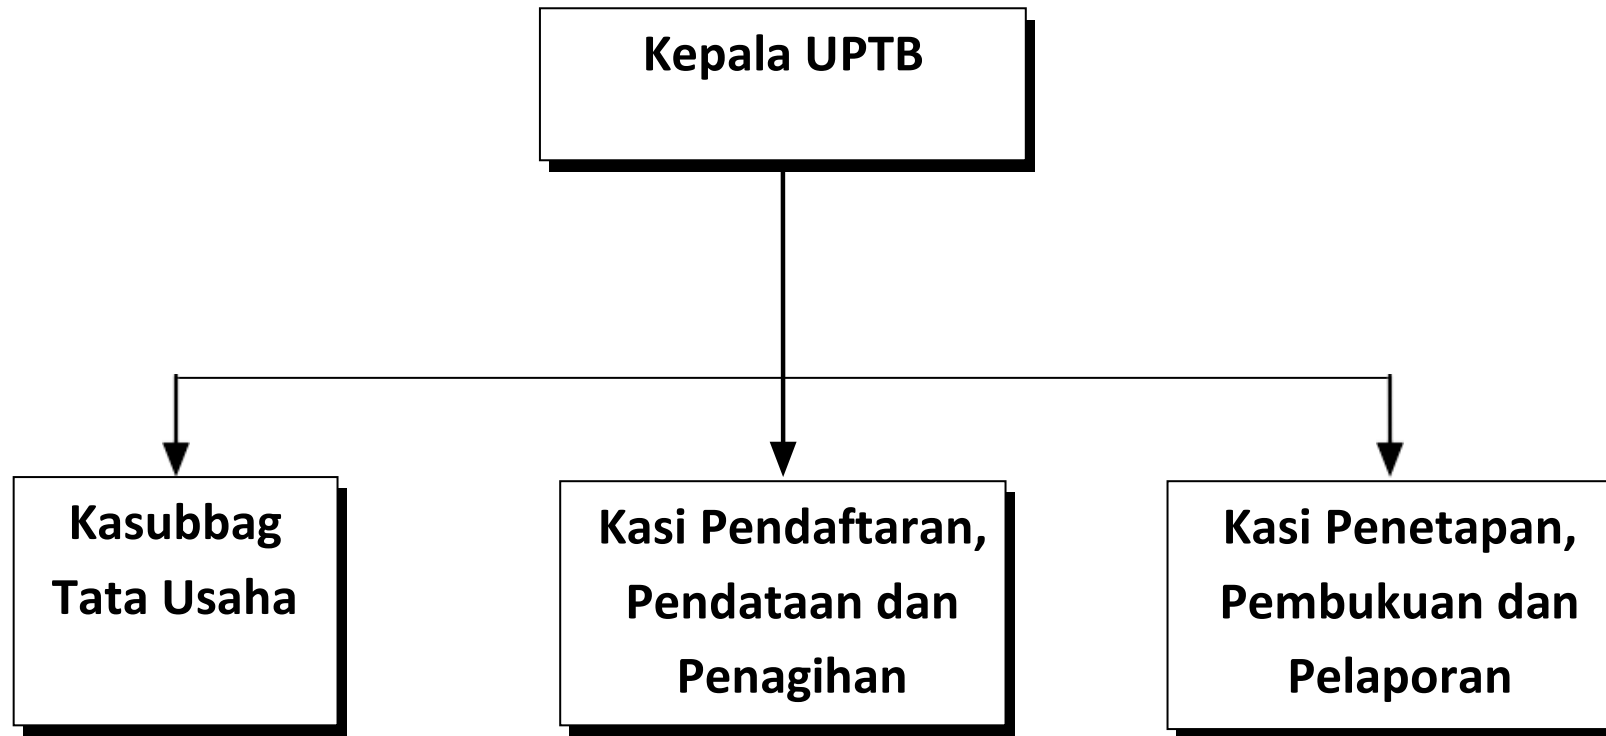 Kepala UPTB
Kasubbag
Tata Usaha
Kasi Pendaftaran,
Pendataan dan
Penagihan
Kasi Penetapan,
Pembukuan dan
Pelaporan